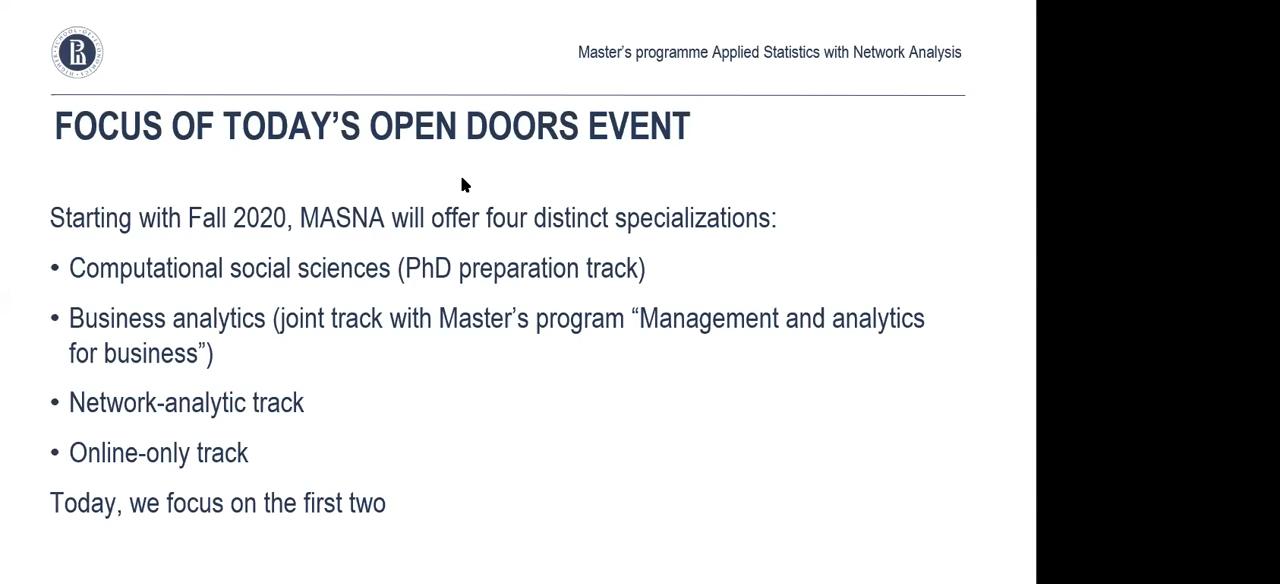 Master's programme Applied Statistics with Network Analysis
FOCUS OF TODAY'S OPEN DOORS EVENT
Starting with Fall 2020, MASNA will offer four distinct specializations:
• Computational social sciences (PhD preparation track)
• Business analytics (joint track with Master's program “Management and analytics
for business”)
• Network-analytic track
• Online-only track
Today, we focus on the first two